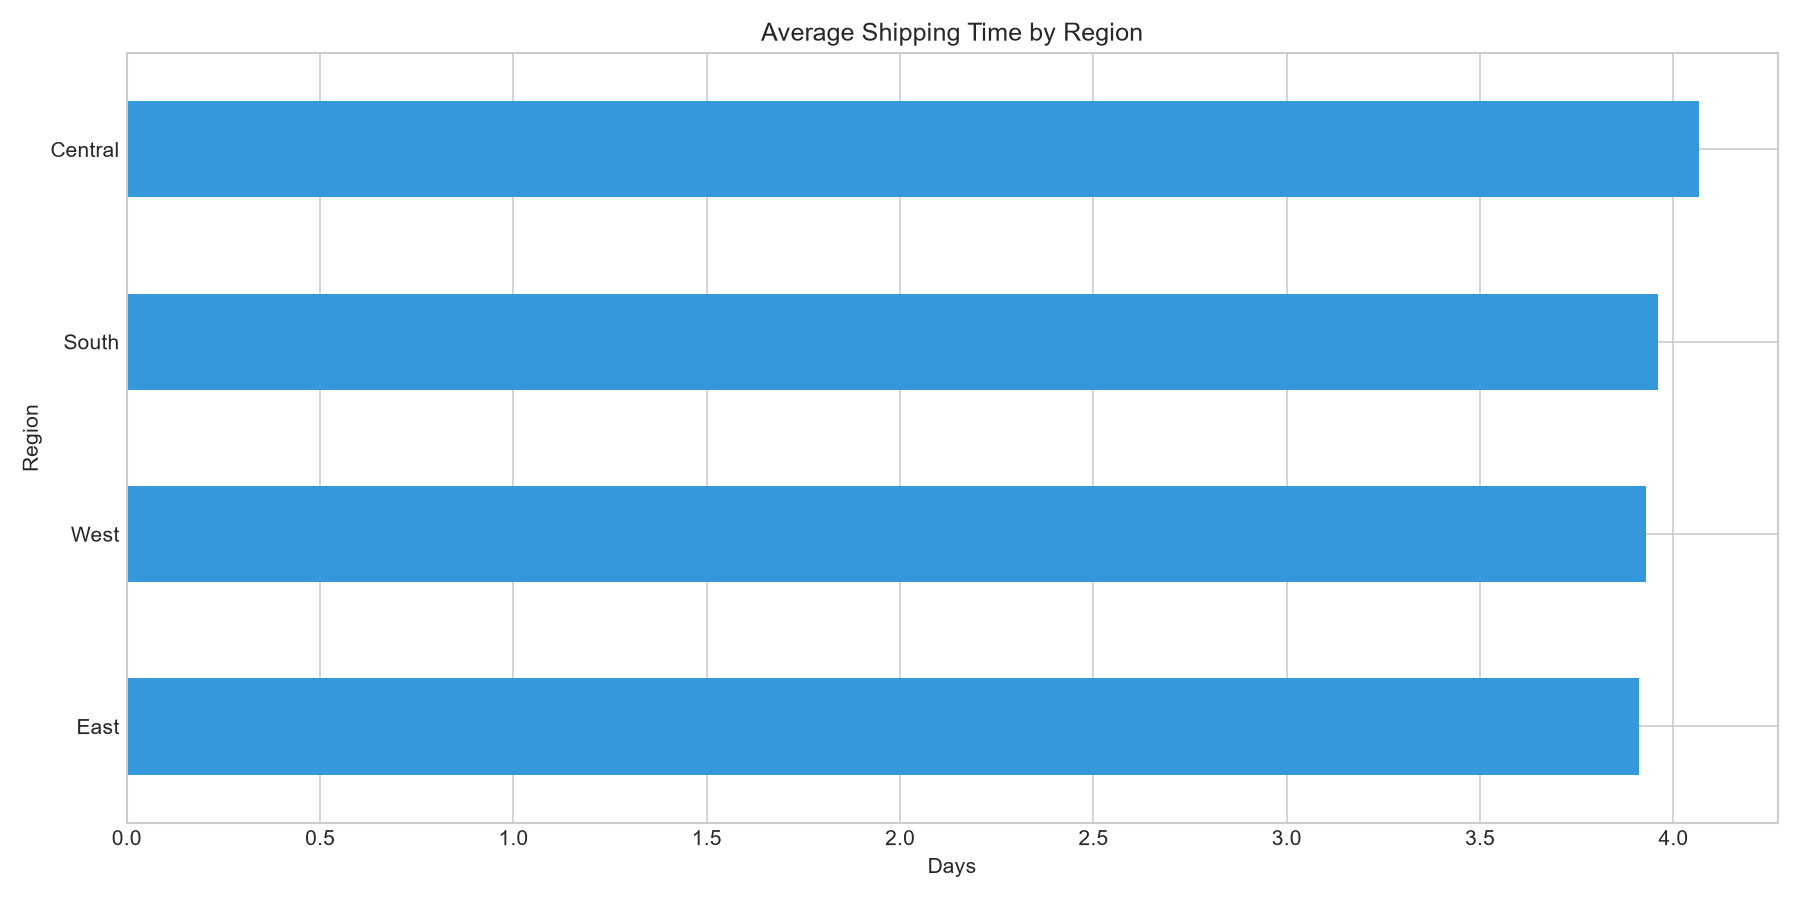 Average Shipping Time by Region
Central
South
West
East
Region
0.0 0.5 1.0 1.5 2.0 2.5 3.0 3.5 4.0
Days